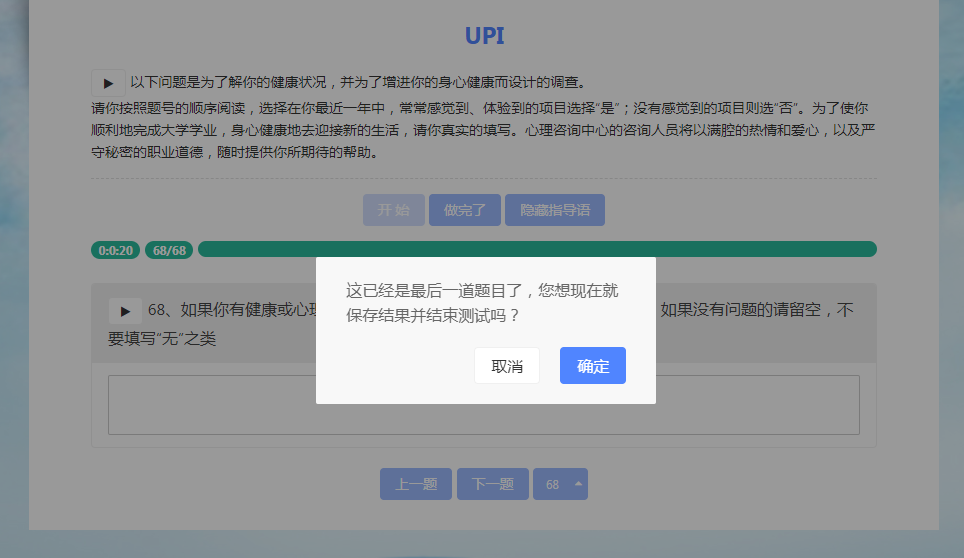 UPI
以下问题是为了解你的健康状况，并为了增进你的身心健康而设计的调查。
请你按照题号的顺序阅读，选择在你最近一年中，常常感觉到、体验到的项目选择“是”；没有感觉到的项目则选“否”。为了使你
顺利地完成大学学业，身心健康地去迎接新的生活，请你真实的填写。心理咨询中心的咨询人员将以满腔的热情和爱心，以及严
守秘密的职业道德，随时提供你所期待的帮助。
开 始 做完了 隐藏指导语
0:0:20 68/68
这已经是最后一道题目了，您想现在就
保存结果并结束测试吗？
取消 确定
68、如果你有健康或心理 如果没有问题的请留空，不
要填写“无”之类
上一题 下一题 68